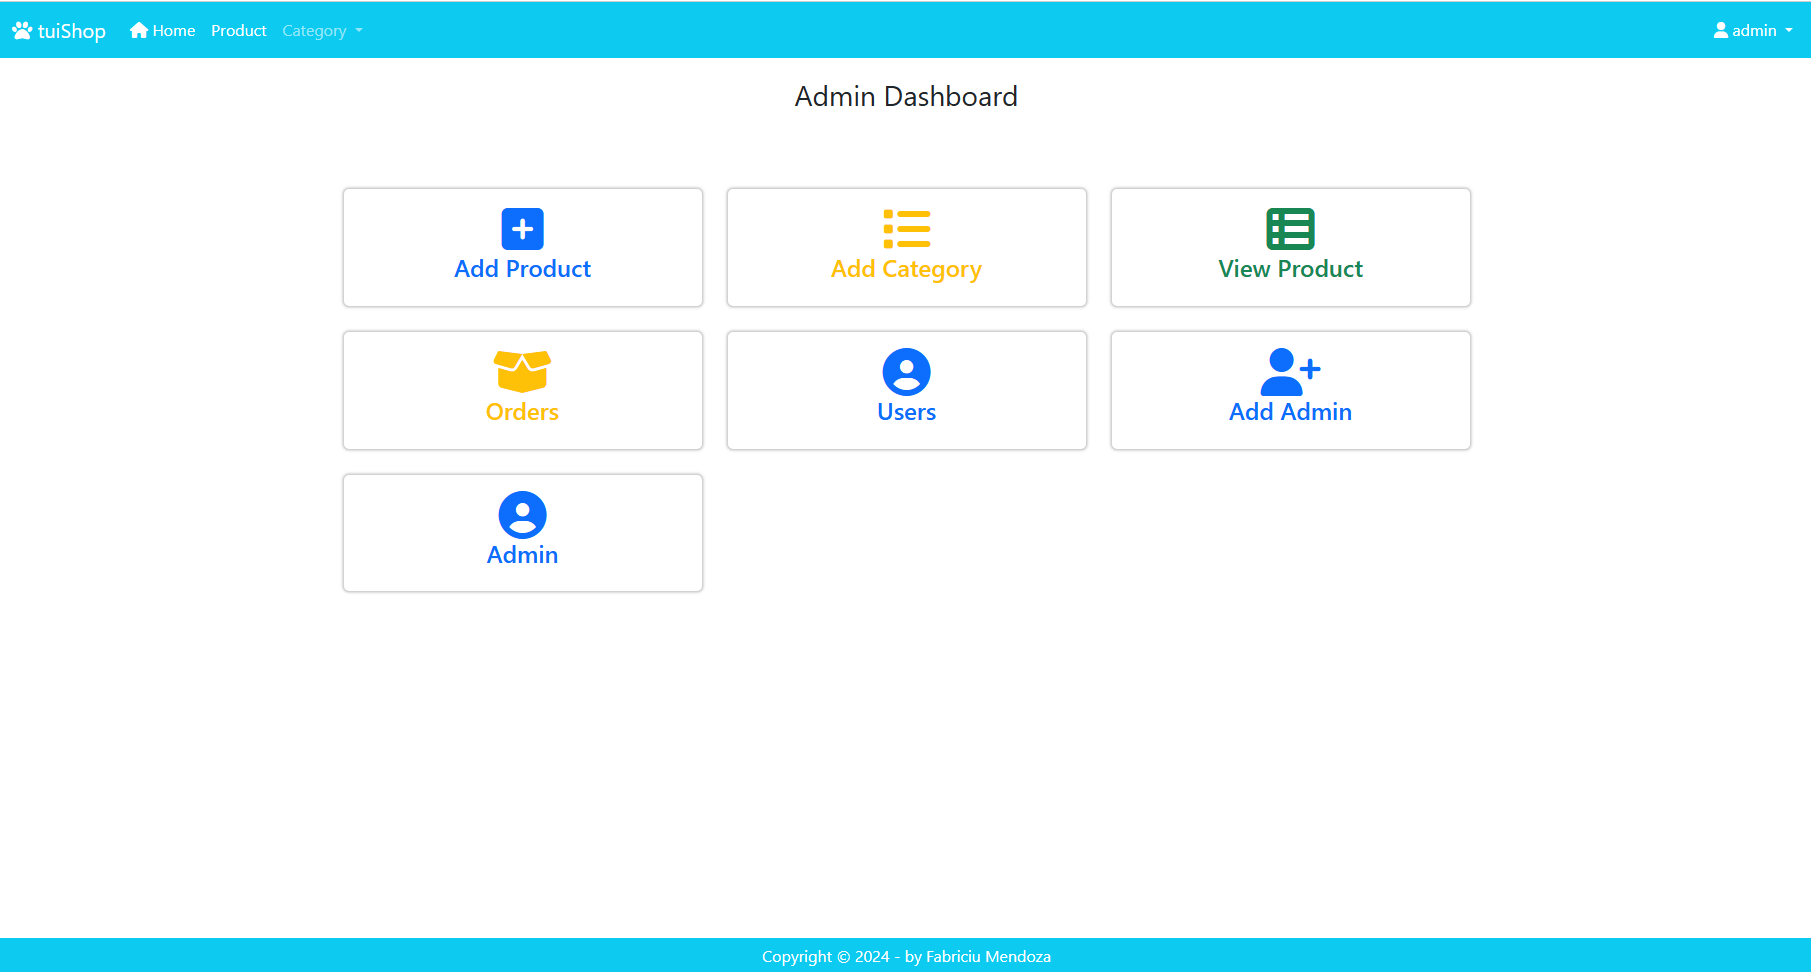 tuiShop Home Product Category admin
Admin Dashboard
Add Product Add Category View Product
Orders Users Add Admin
Admin
Copyright © 2024 - by Fabriciu Mendoza